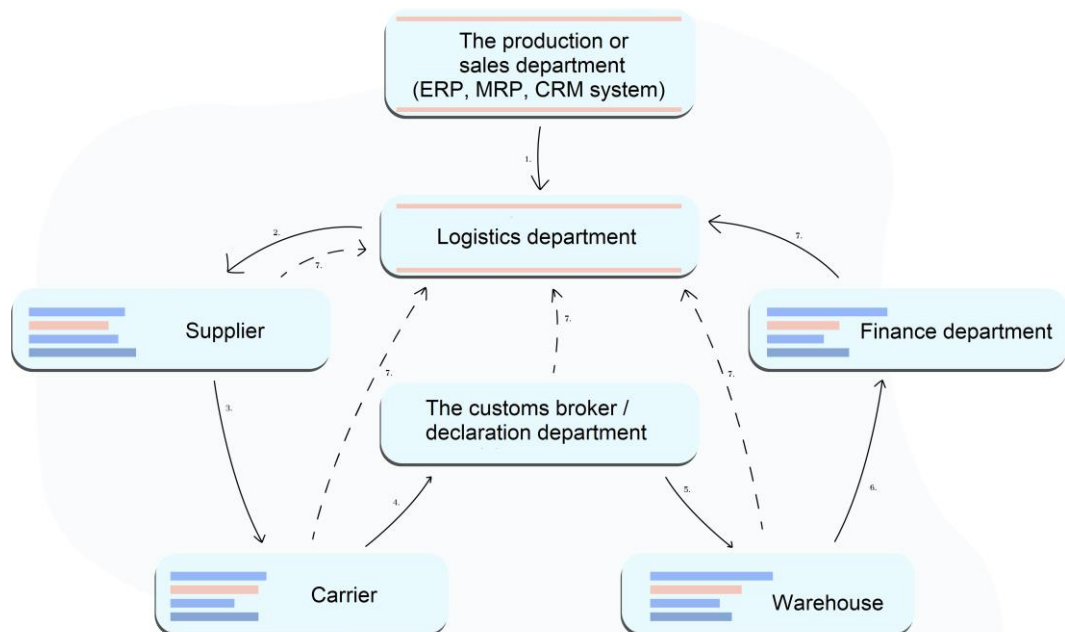 The production or
sales department
(ERP, MRP, CRM system)
1.
Logistics department
2.
7.
7.
Supplier
Finance department
7.
7.
7.
The customs broker /
declaration department
3.
4.
5.
6.
Carrier
Warehouse